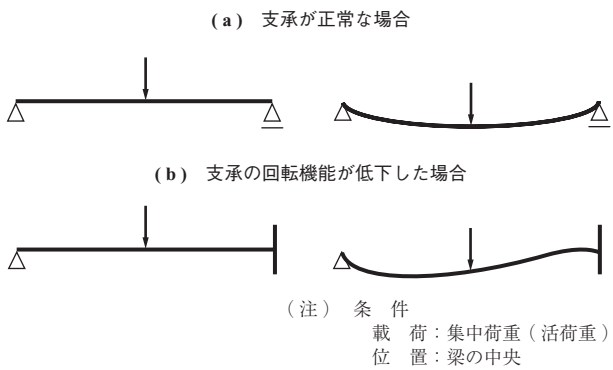 (a) 支承が正常な場合
(b) 支承の回転機能が低下した場合
(注) 条 件
載 荷：集中荷重(活荷重)
位 置：梁の中央